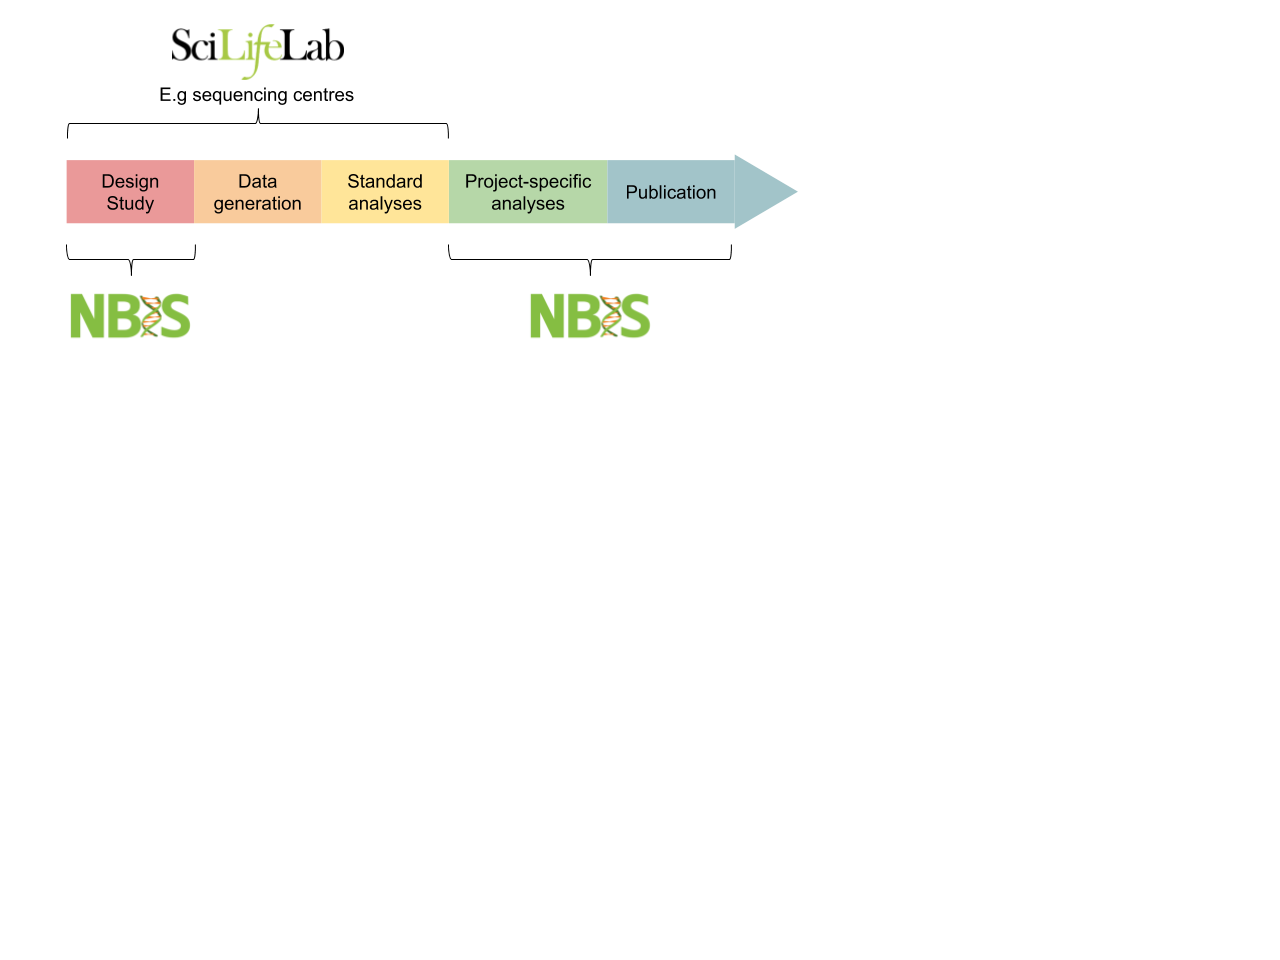 SciLifeLab
E.g sequencing centres
Design
Study
Data
generation
Standard
analyses
Project-specific
analyses
Publication
NBIS
NBIS